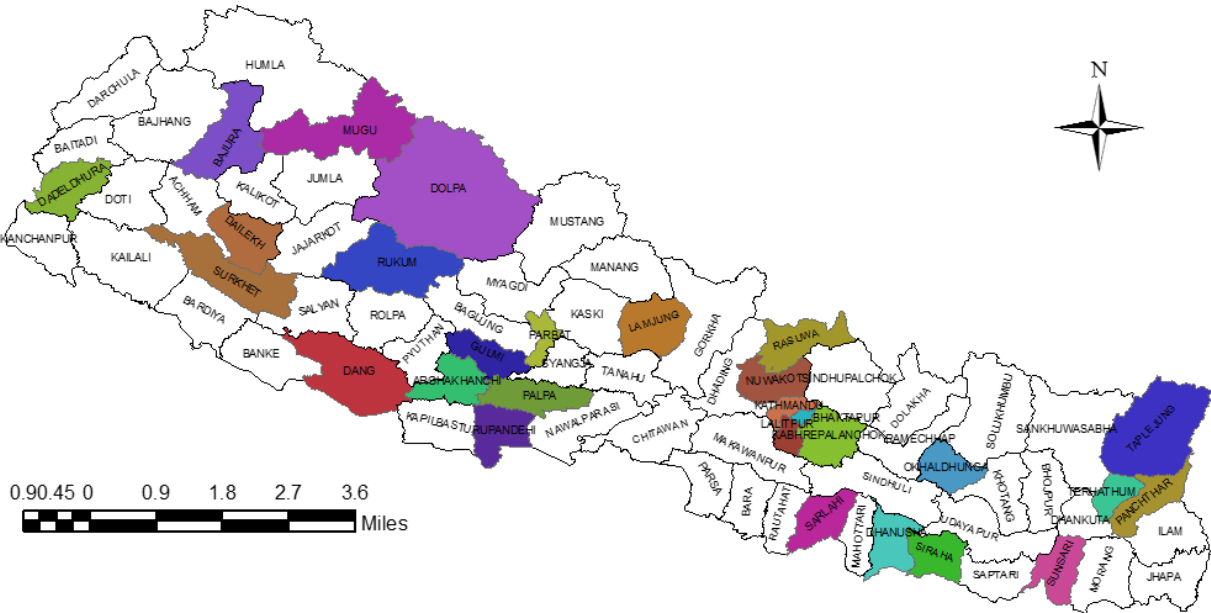 HUMLA
N
DARCHULA
BAJHANG
BAITADI
BAJURA
MUGU
DADELDHURA
DOTI
ACHHAM
KALIKOT
JUMLA
DOLPA
KANCHANPUR
KAILALI
DAILEKH
JAJARKOT
MUSTANG
SURKHET
RUKUM
MANANG
MYAGDI
BARDIYA
SALYAN
ROLPA
BAGLUNG
KASKI
LAMJUNG
GORKHA
BANKE
DANG
PYUTHAN
GULMI
PARBAT
SYANGJA
TANAHU
DHADING
RASUWA
NUWAKOT
SINDHUPALCHOK
DOLAKHA
SOLUKHUMBU
SANKHUWASABHA
TAPLEJUNG
ARGHAKHANCHI
PALPA
KAPILBASTU
RUPANDEHI
NAWALPARASI
CHITAWAN
KATHMANDU
BHAKTAPUR
LALITPUR
KABHREPALANCHOK
RAMECHHAP
MAKAWANPUR
OKHALDHUNGA
SINDHULI
KHOTANG
BHOJPUR
TERHATHUM
PANCHTHAR
PARSA
BARA
RAUTAHAT
SARLAHI
MAHOTTARI
DHANUSHA
SIRAHA
UDAYAPUR
DHANKUTA
ILAM
SAPTARI
SUNSARI
MORANG
JHAPA
0.90.45 0 0.9 1.8 2.7 3.6
Miles